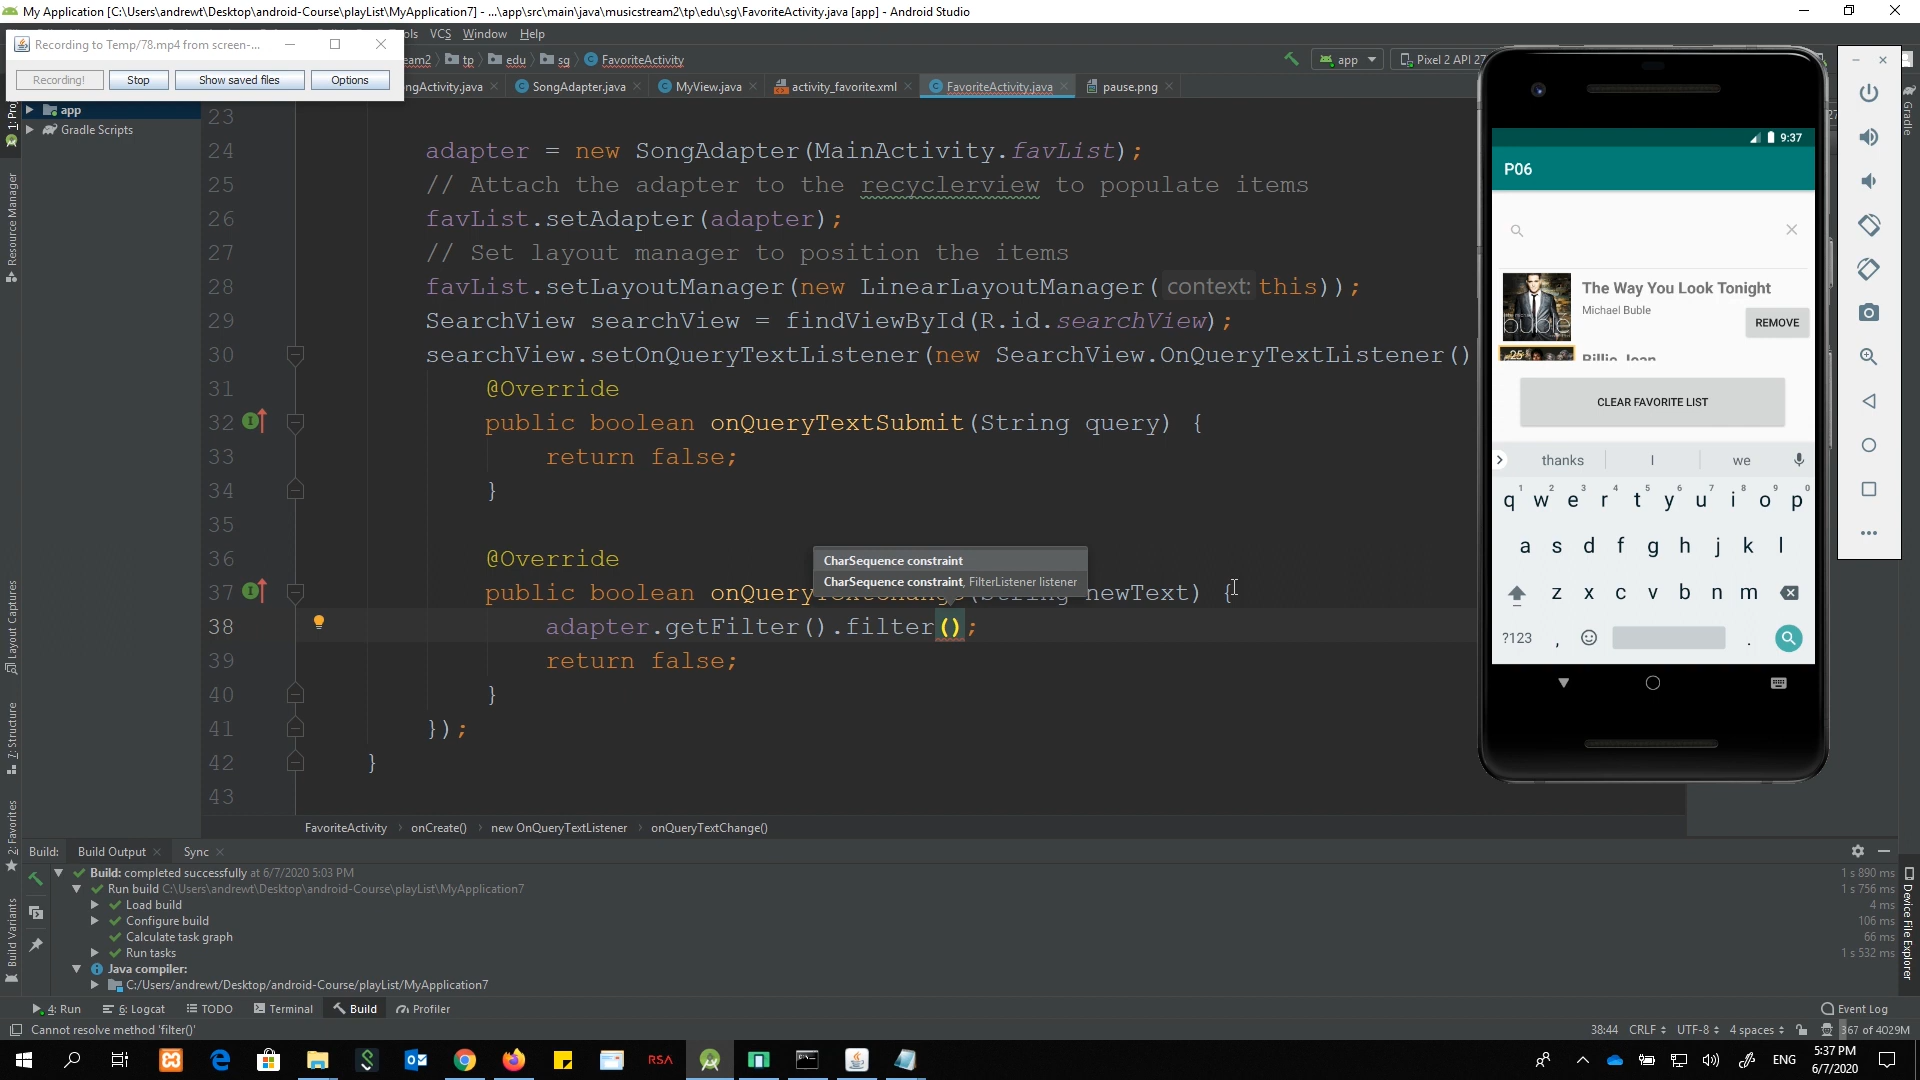 My Application [C:\Users\andrewt\Desktop\android-Course\playList\MyApplication7] - ...\app\src\main\java\musicstream2\tp\edu\sg\FavoriteActivity.java [app] - Android Studio
VCS Window Help
Recording to Temp/78.mp4 from screen-...
Recording! Stop Show saved files Options
tp edu sg FavoriteActivity
app Pixel 2 API 27
ngActivity.java SongAdapter.java MyView.java activity_favorite.xml FavoriteActivity.java pause.png
app
Gradle Scripts
Resource Manager
Layout Captures
7: Structure
2: Favorites
Build Variants
Gradle
Device File Explorer
23
24 adapter = new SongAdapter(MainActivity.favList);
25 // Attach the adapter to the recyclerview to populate items
26 favList.setAdapter(adapter);
27 // Set layout manager to position the items
28 favList.setLayoutManager(new LinearLayoutManager( context: this));
29 SearchView searchView = findViewById(R.id.searchView);
30 searchView.setOnQueryTextListener(new SearchView.OnQueryTextListener()
31 @Override
32 public boolean onQueryTextSubmit(String query) {
33 return false;
34 }
35
36 @Override
CharSequence constraint
CharSequence constraint, FilterListener listener
37 public boolean onQueryTextChange(String newText) {
38 adapter.getFilter().filter();
39 return false;
40 }
41 });
42 }
43
FavoriteActivity onCreate() new OnQueryTextListener onQueryTextChange()
9:37
P06
The Way You Look Tonight
Michael Buble
REMOVE
Billie Jean
CLEAR FAVORITE LIST
thanks I we
q1 w2 e3 r4 t5 y6 u7 i8 o9 p0
a s d f g h j k l
z x c v b n m
?123 , .
Build: Build Output Sync
Build: completed successfully at 6/7/2020 5:03 PM 1 s 890 ms
Run build C:\Users\andrewt\Desktop\android-Course\playList\MyApplication7 1 s 756 ms
Load build 4 ms
Configure build 106 ms
Calculate task graph 66 ms
Run tasks 1 s 532 ms
Java compiler:
C:/Users/andrewt/Desktop/android-Course/playList/MyApplication7
4: Run 6: Logcat TODO Terminal Build Profiler Event Log
Cannot resolve method 'filter()' 38:44 CRLF UTF-8 4 spaces 367 of 4029M
RSA ENG 5:37 PM
6/7/2020